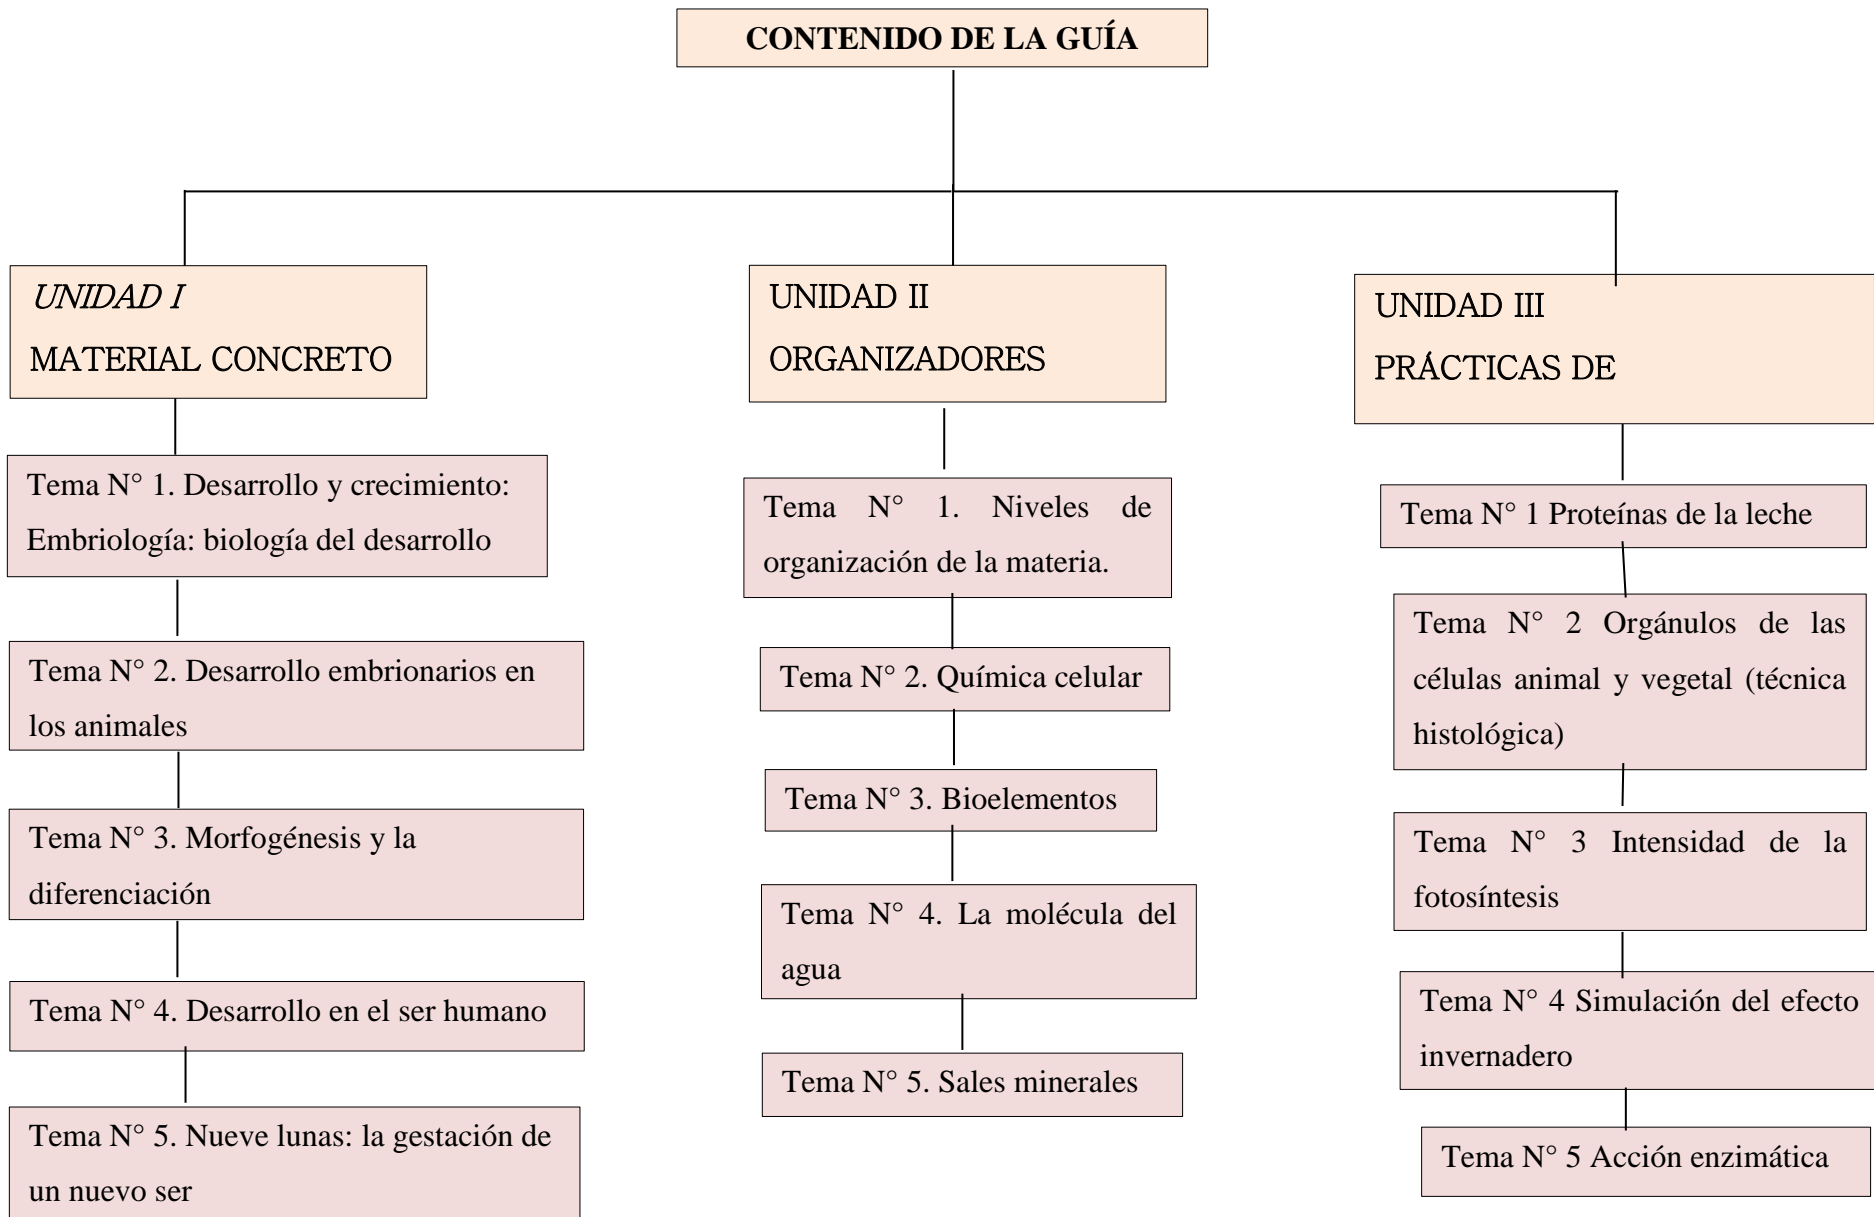 CONTENIDO DE LA GUÍA
UNIDAD I
MATERIAL CONCRETO
Tema N° 1. Desarrollo y crecimiento:
Embriología: biología del desarrollo
Tema N° 2. Desarrollo embrionarios en
los animales
Tema N° 3. Morfogénesis y la
diferenciación
Tema N° 4. Desarrollo en el ser humano
Tema N° 5. Nueve lunas: la gestación de
un nuevo ser
UNIDAD II
ORGANIZADORES
Tema N° 1. Niveles de
organización de la materia.
Tema N° 2. Química celular
Tema N° 3. Bioelementos
Tema N° 4. La molécula del
agua
Tema N° 5. Sales minerales
UNIDAD III
PRÁCTICAS DE
Tema N° 1 Proteínas de la leche
Tema N° 2 Orgánulos de las
células animal y vegetal (técnica
histológica)
Tema N° 3 Intensidad de la
fotosíntesis
Tema N° 4 Simulación del efecto
invernadero
Tema N° 5 Acción enzimática